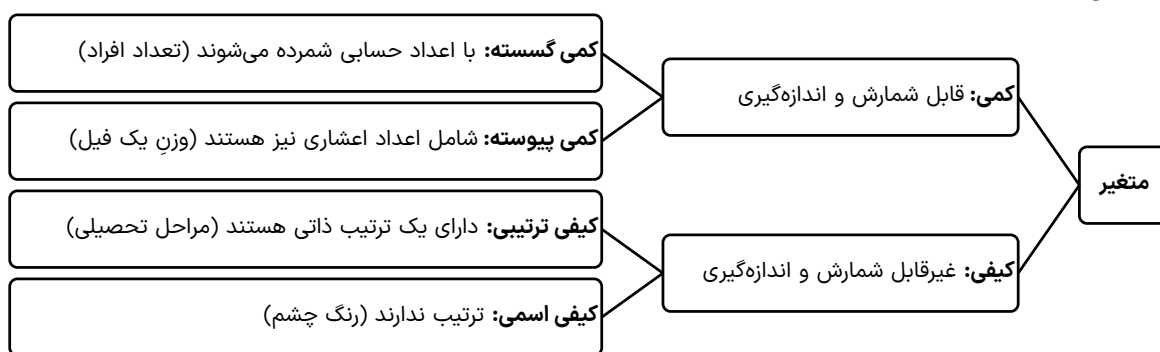 متغیر
کمی: قابل شمارش و اندازه‌گیری
کمی گسسته: با اعداد حسابی شمرده می‌شوند (تعداد افراد)
کمی پیوسته: شامل اعداد اعشاری نیز هستند (وزنِ یک فیل)
کیفی: غیرقابل شمارش و اندازه‌گیری
کیفی ترتیبی: دارای یک ترتیب ذاتی هستند (مراحل تحصیلی)
کیفی اسمی: ترتیب ندارند (رنگ چشم)